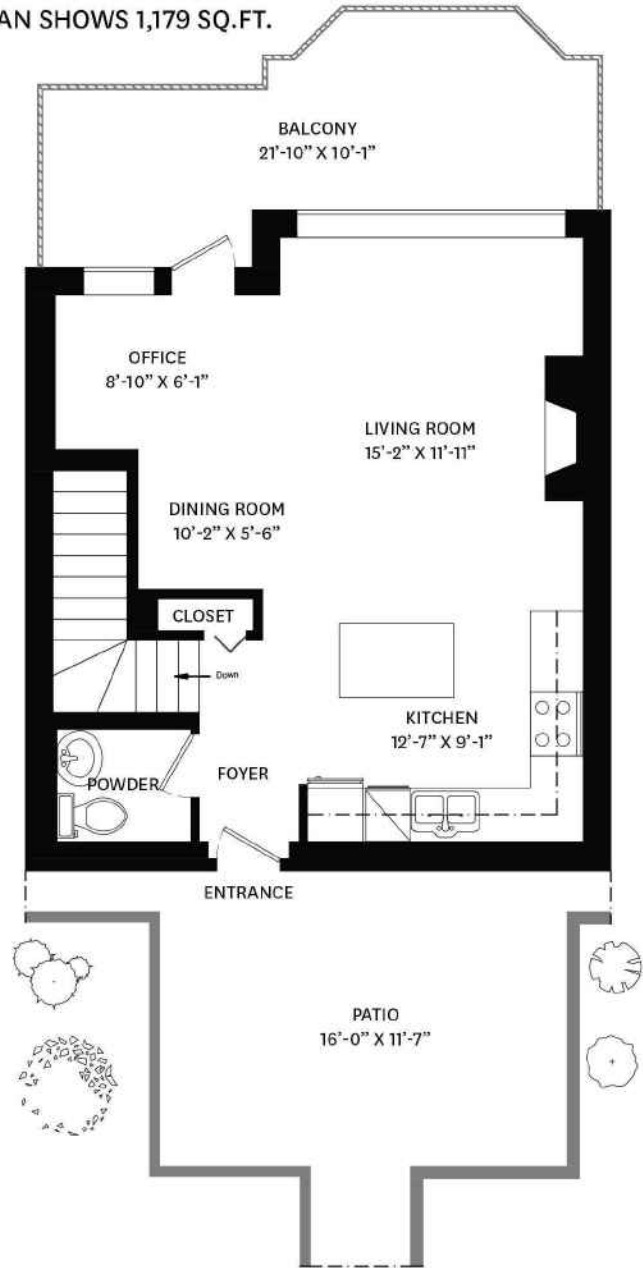 AN SHOWS 1,179 SQ.FT.
BALCONY
21'-10" X 10'-1"
OFFICE
8'-10" X 6'-1"
LIVING ROOM
15'-2" X 11'-11"
DINING ROOM
10'-2" X 5'-6"
CLOSET
Down
KITCHEN
12'-7" X 9'-1"
FOYER
POWDER
ENTRANCE
PATIO
16'-0" X 11'-7"